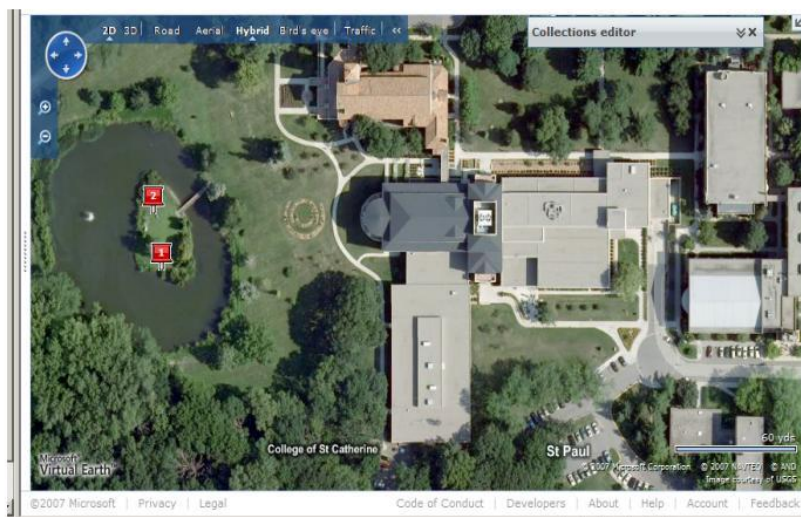 2D 3D Road Aerial Hybrid Bird's eye Traffic «
Collections editor
2
1
60 yds
College of St Catherine
St Paul
Microsoft
Virtual Earth™
© 2007 Microsoft Corporation © 2007 NAVTEQ © AND
Image courtesy of USGS
©2007 Microsoft | Privacy | Legal
Code of Conduct | Developers | About | Help | Account | Feedback